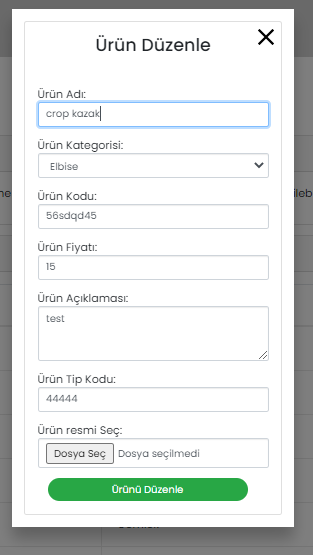 Ürün Düzenle
Ürün Adı:
crop kazak
Ürün Kategorisi:
Elbise
Ürün Kodu:
56sdqd45
Ürün Fiyatı:
15
Ürün Açıklaması:
test
Ürün Tip Kodu:
44444
Ürün resmi Seç:
Dosya Seç Dosya seçilmedi
Ürünü Düzenle